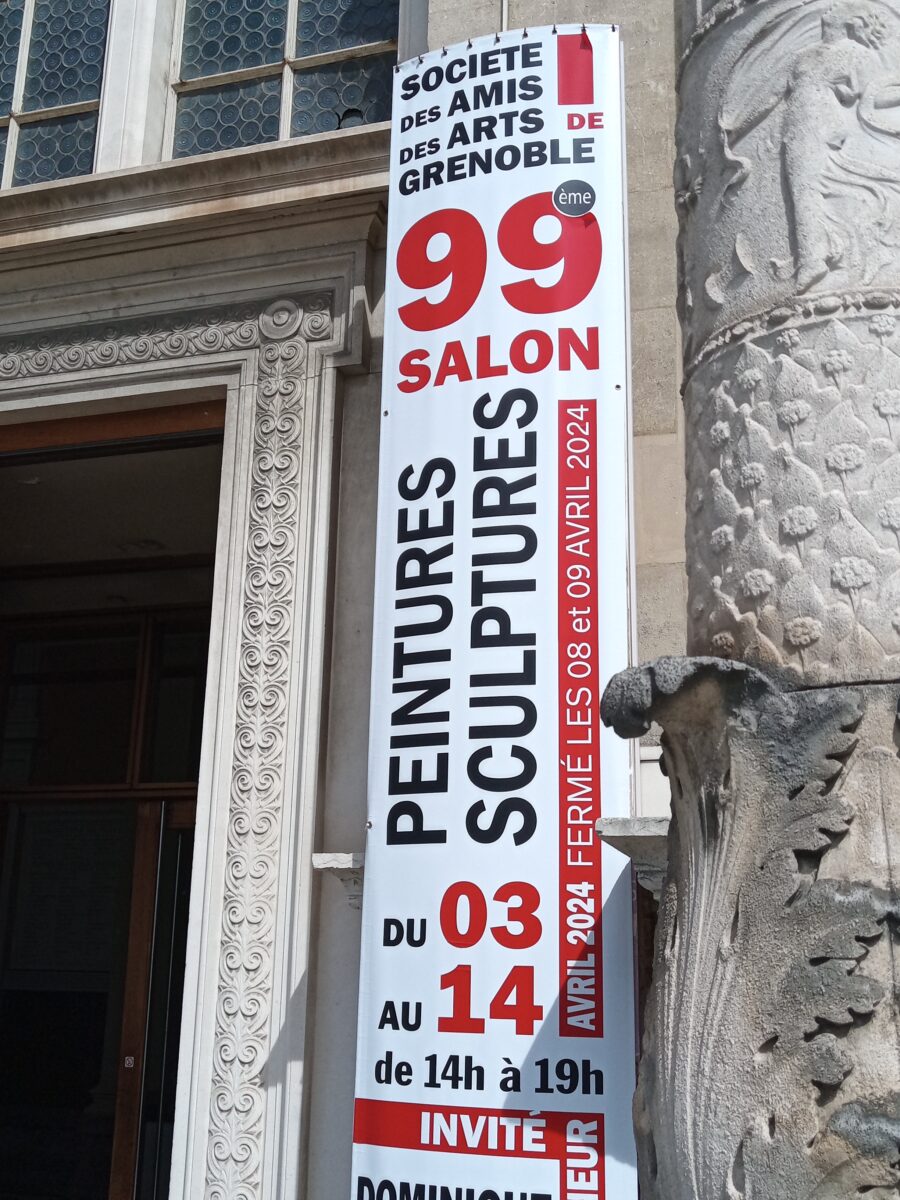 SOCIETE
DES AMIS
DES ARTS DE
GRENOBLE
99 ème
SALON
PEINTURES
SCULPTURES
AVRIL 2024 FERMÉ LES 08 et 09 AVRIL 2024
DU 03
AU 14
de 14h à 19h
INVITÉ
DOMINIQUE